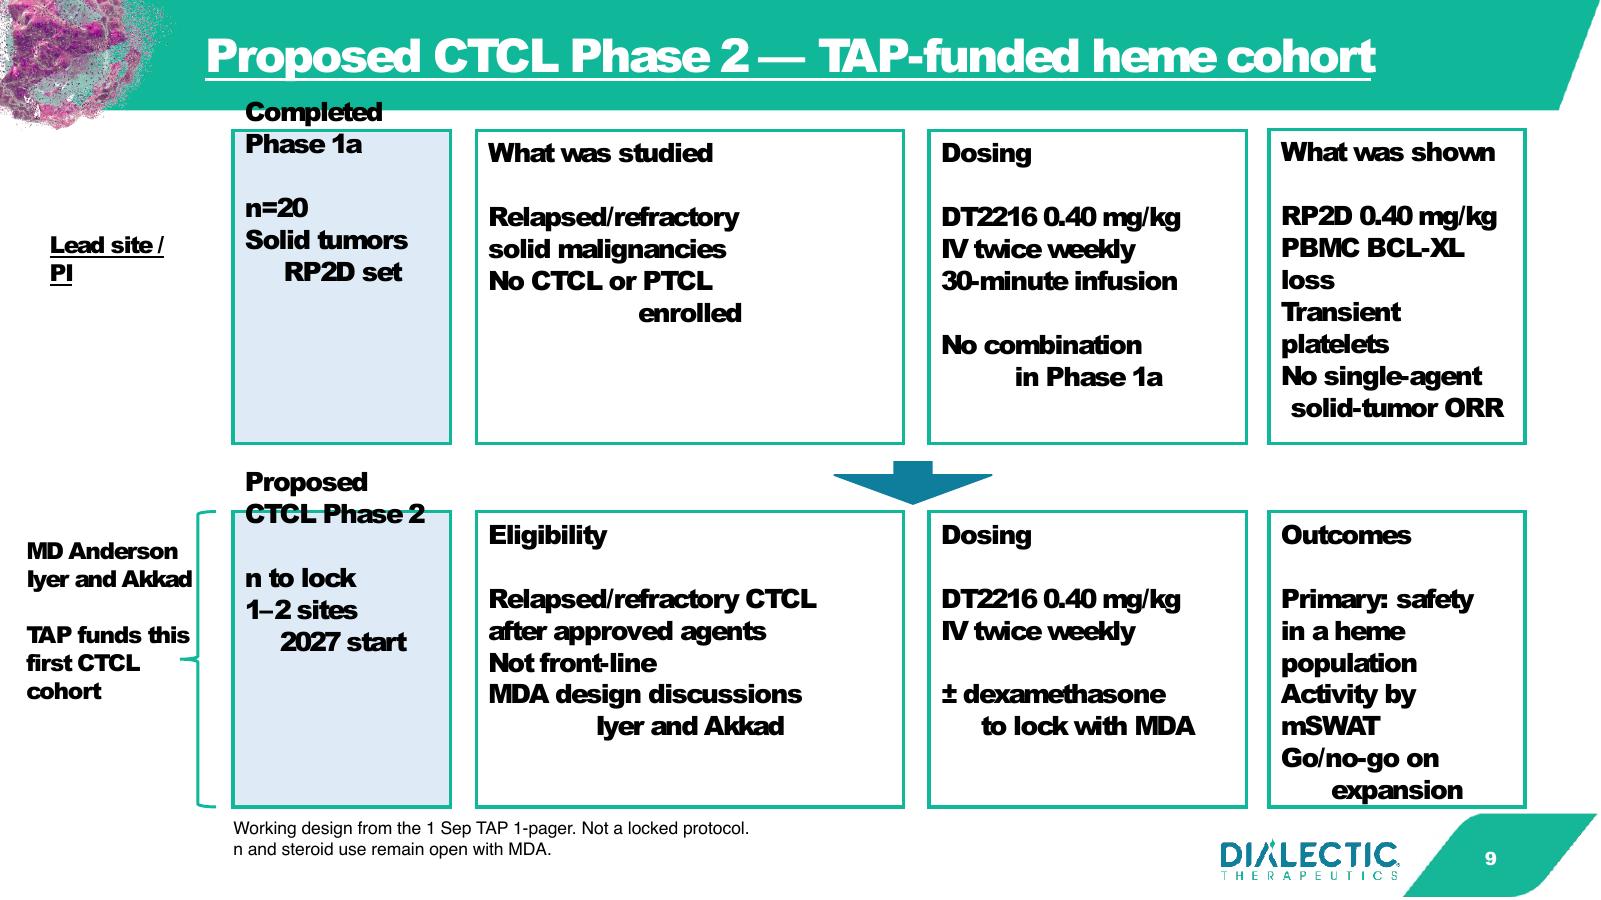 Proposed CTCL Phase 2 — TAP-funded heme cohort
Lead site /
PI
Completed
Phase 1a
n=20
Solid tumors
RP2D set
What was studied
Relapsed/refractory
solid malignancies
No CTCL or PTCL
enrolled
Dosing
DT2216 0.40 mg/kg
IV twice weekly
30-minute infusion
No combination
in Phase 1a
What was shown
RP2D 0.40 mg/kg
PBMC BCL-XL
loss
Transient
platelets
No single-agent
solid-tumor ORR
MD Anderson
Iyer and Akkad
TAP funds this
first CTCL
cohort
Proposed
CTCL Phase 2
n to lock
1–2 sites
2027 start
Eligibility
Relapsed/refractory CTCL
after approved agents
Not front-line
MDA design discussions
Iyer and Akkad
Dosing
DT2216 0.40 mg/kg
IV twice weekly
± dexamethasone
to lock with MDA
Outcomes
Primary: safety
in a heme
population
Activity by
mSWAT
Go/no-go on
expansion
Working design from the 1 Sep TAP 1-pager. Not a locked protocol.
n and steroid use remain open with MDA.
DIALECTIC
THERAPEUTICS
9